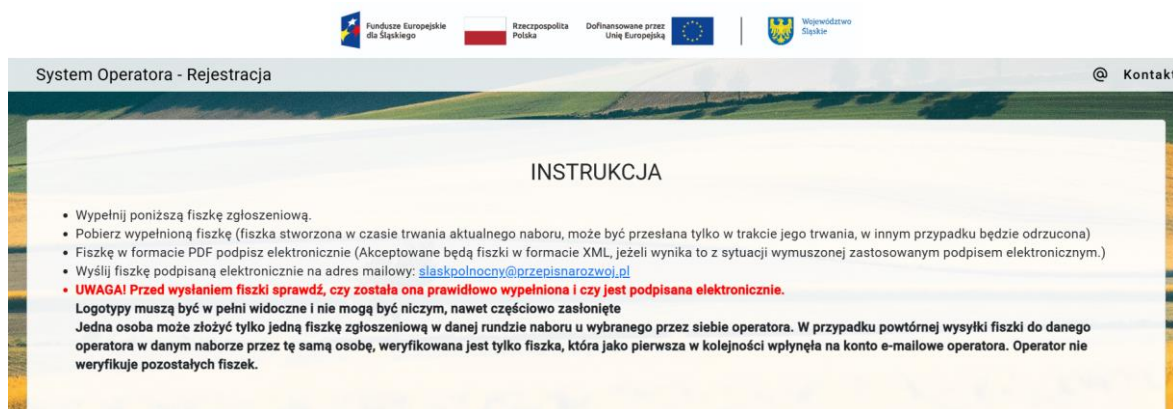 Fundusze Europejskie
dla Śląskiego
Rzeczpospolita
Polska
Dofinansowane przez
Unię Europejską
Województwo
Śląskie
System Operatora - Rejestracja
@ Kontakt
INSTRUKCJA
• Wypełnij poniższą fiszkę zgłoszeniową.
• Pobierz wypełnioną fiszkę (fiszka stworzona w czasie trwania aktualnego naboru, może być przesłana tylko w trakcie jego trwania, w innym przypadku będzie odrzucona)
• Fiszkę w formacie PDF podpisz elektronicznie (Akceptowane będą fiszki w formacie XML, jeżeli wynika to z sytuacji wymuszonej zastosowanym podpisem elektronicznym.)
• Wyślij fiszkę podpisaną elektronicznie na adres mailowy: slaskpolnocny@przepisnarozwoj.pl
• UWAGA! Przed wysłaniem fiszki sprawdź, czy została ona prawidłowo wypełniona i czy jest podpisana elektronicznie.
Logotypy muszą być w pełni widoczne i nie mogą być niczym, nawet częściowo zasłonięte
Jedna osoba może złożyć tylko jedną fiszkę zgłoszeniową w danej rundzie naboru u wybranego przez siebie operatora. W przypadku powtórnej wysyłki fiszki do danego
operatora w danym naborze przez tę samą osobę, weryfikowana jest tylko fiszka, która jako pierwsza w kolejności wpłynęła na konto e-mailowe operatora. Operator nie
weryfikuje pozostałych fiszek.